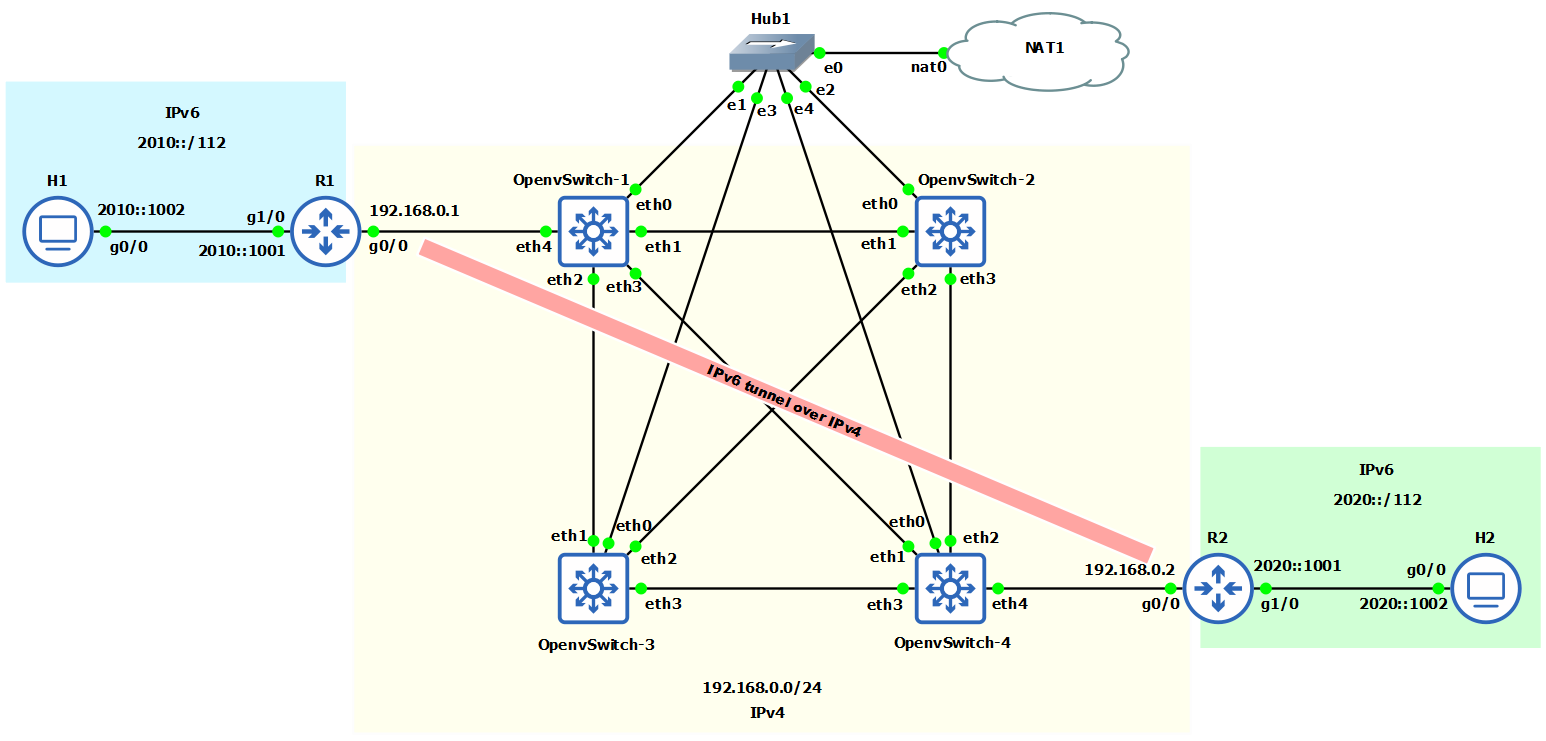 Hub1
NAT1
e0
nat0
e1
e3
e4
e2
IPv6
2010::/112
H1
R1
2010::1002
g0/0
g1/0
2010::1001
192.168.0.1
g0/0
OpenvSwitch-1
eth0
eth4
eth1
eth2
eth3
OpenvSwitch-2
eth0
eth1
eth2
eth3
IPv6 tunnel over IPv4
eth1
eth0
eth2
eth3
OpenvSwitch-3
eth0
eth1
eth2
eth3
eth4
OpenvSwitch-4
192.168.0.2
g0/0
IPv6
2020::/112
R2
H2
2020::1001
g1/0
g0/0
2020::1002
192.168.0.0/24
IPv4